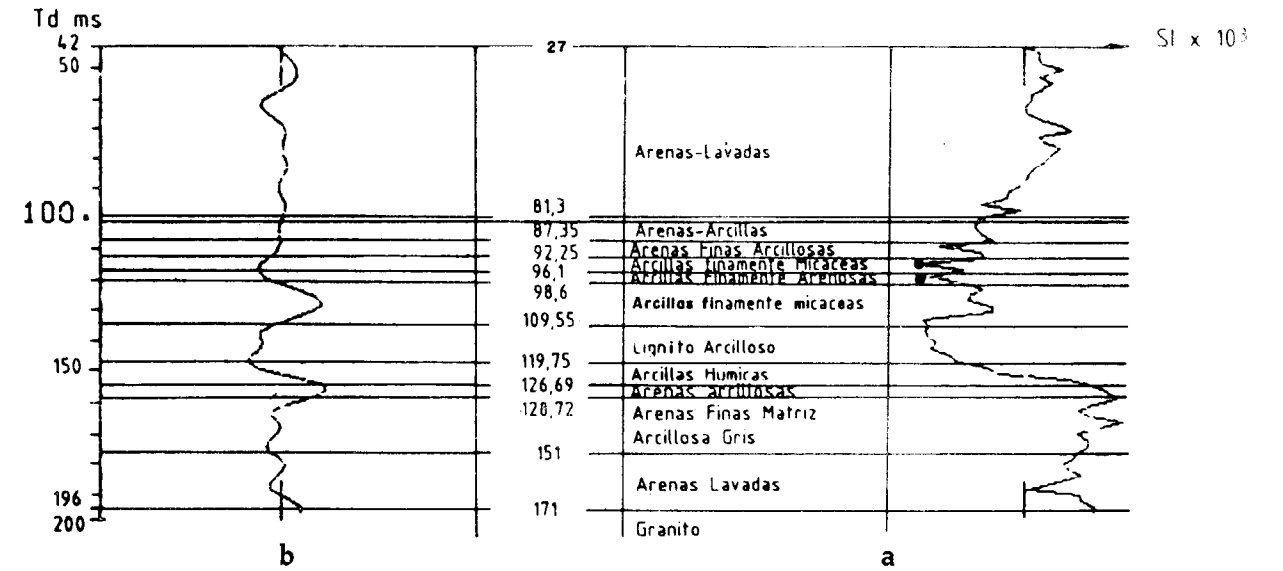 Td ms
42
50
100.
150
196
200
27
81,3
87,35
92,25
96,1
98,6
109,55
119,75
126,69
128,72
151
171
Arenas-Lavadas
Arenas-Arcillas
Arenas Finas Arcillosas
Arcillas finamente Micaceas
Arcillas Finamente Arenosas
Arcillas finamente micaceas
Lignito Arcilloso
Arcillas Humicas
Arenas arcillosas
Arenas Finas Matriz
Arcillosa Gris
Arenas Lavadas
Granito
SI x 10³
b
a